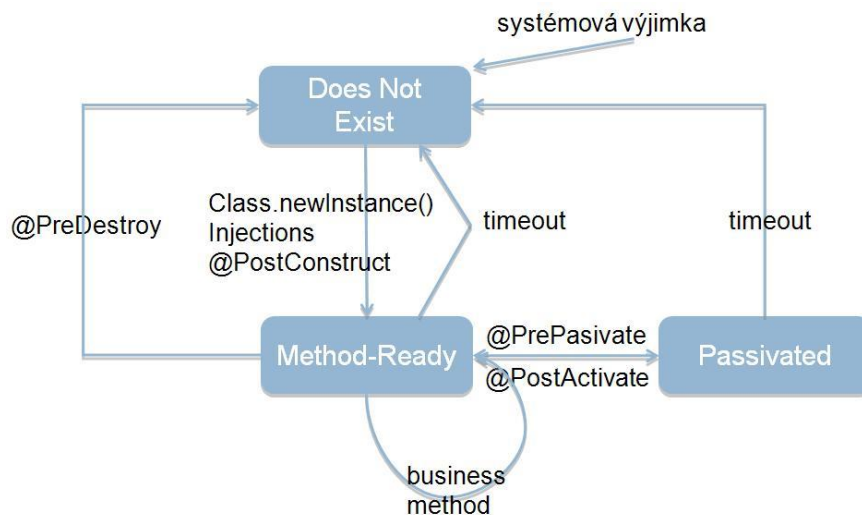 systémová výjimka
Does Not
Exist
@PreDestroy
Class.newInstance()
Injections
@PostConstruct
timeout
timeout
Method-Ready
@PrePasivate
@PostActivate
Passivated
business
method